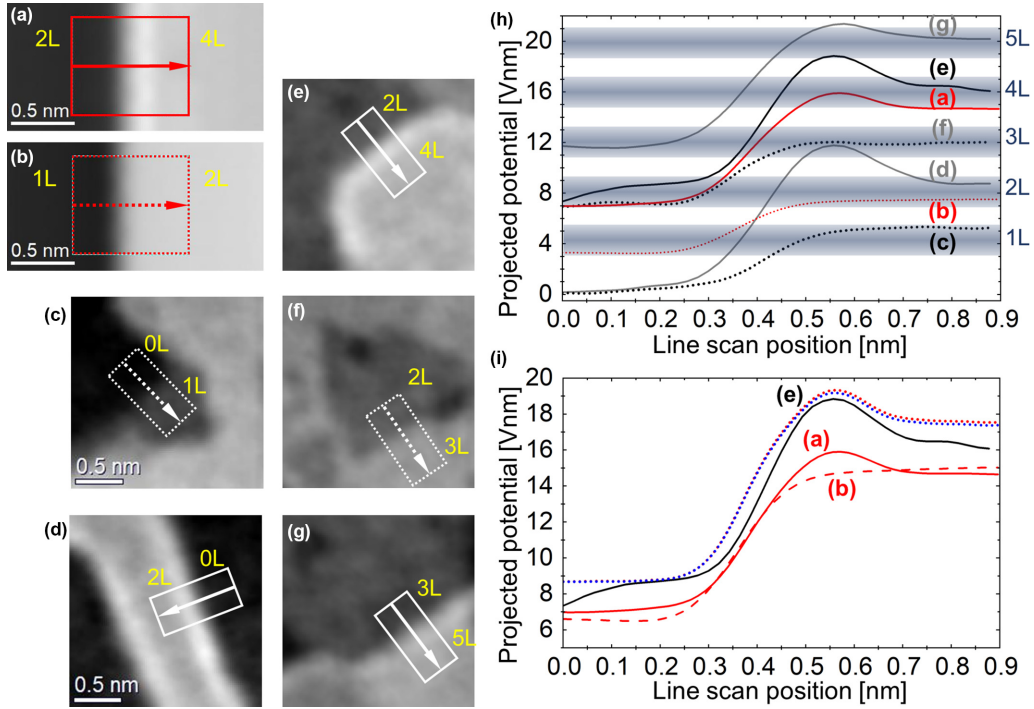 (a)
2L
4L
0.5 nm
(b)
1L
2L
0.5 nm
(c)
0L
1L
0.5 nm
(d)
0L
2L
0.5 nm
(e)
2L
4L
(f)
2L
3L
(g)
3L
5L
(h)
Projected potential [Vnm]
20
16
12
8
4
0
(g)
(e)
(a)
(f)
(d)
(b)
(c)
5L
4L
3L
2L
1L
0.0 0.1 0.2 0.3 0.4 0.5 0.6 0.7 0.8 0.9
Line scan position [nm]
(i)
Projected potential [Vnm]
20
18
16
14
12
10
8
6
(e)
(a)
(b)
0.0 0.1 0.2 0.3 0.4 0.5 0.6 0.7 0.8 0.9
Line scan position [nm]